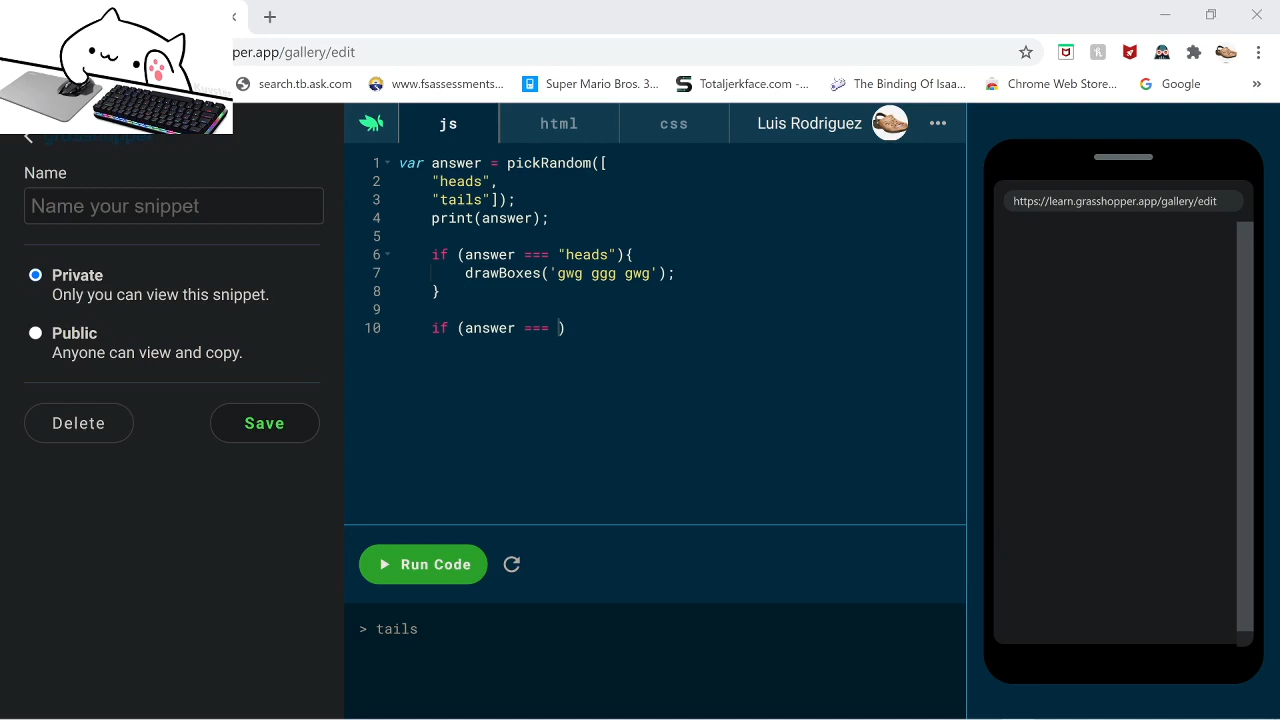 per.app/gallery/edit
search.tb.ask.com
www.fsassessments...
Super Mario Bros. 3...
Totaljerkface.com -...
The Binding Of Isaa...
Chrome Web Store...
Google
»
grasshopper
Name
Name your snippet
Private
Only you can view this snippet.
Public
Anyone can view and copy.
Delete
Save
js
html
css
Luis Rodriguez
1 var answer = pickRandom([
2 "heads",
3 "tails"]);
4 print(answer);
5
6 if (answer === "heads"){
7 drawBoxes('gwg ggg gwg');
8 }
9
10 if (answer === )
Run Code
> tails
https://learn.grasshopper.app/gallery/edit